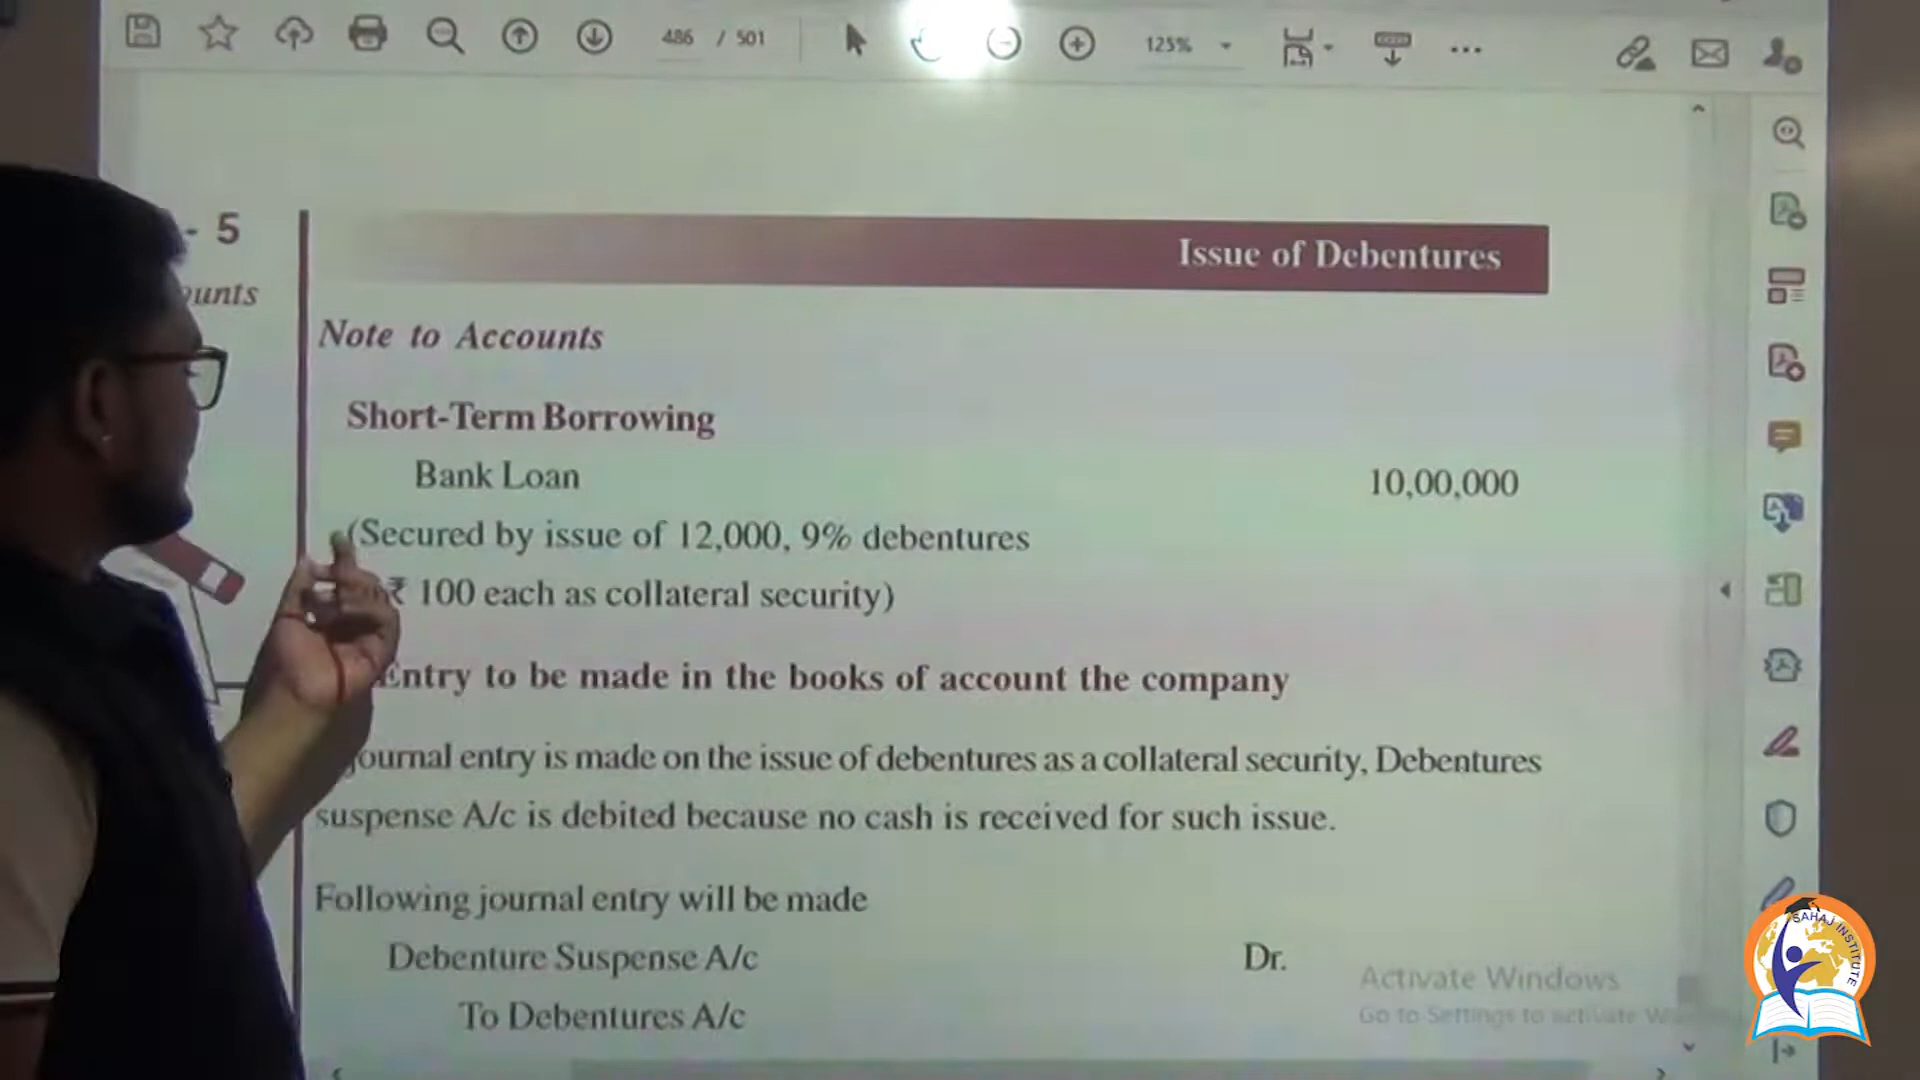 486 / 501
125%
- 5
unts
Issue of Debentures
Note to Accounts
Short-Term Borrowing
Bank Loan 10,00,000
(Secured by issue of 12,000, 9% debentures
₹ 100 each as collateral security)
Entry to be made in the books of account the company
journal entry is made on the issue of debentures as a collateral security, Debentures
suspense A/c is debited because no cash is received for such issue.
Following journal entry will be made
Debenture Suspense A/c Dr.
To Debentures A/c
Activate Windows
Go to Settings to activate
SAHAJ INSTITUTE